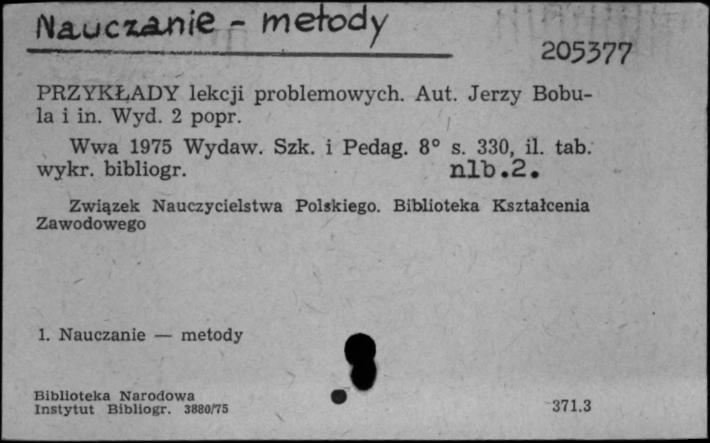 Nauczanie - metody
205377
PRZYKŁADY lekcji problemowych. Aut. Jerzy Bobu-
la i in. Wyd. 2 popr.
Wwa 1975 Wydaw. Szk. i Pedag. 8° s. 330, il. tab.
wykr. bibliogr. nlb.2.
Związek Nauczycielstwa Polskiego. Biblioteka Kształcenia
Zawodowego
1. Nauczanie — metody
Biblioteka Narodowa
Instytut Bibliogr. 3880/75
371.3